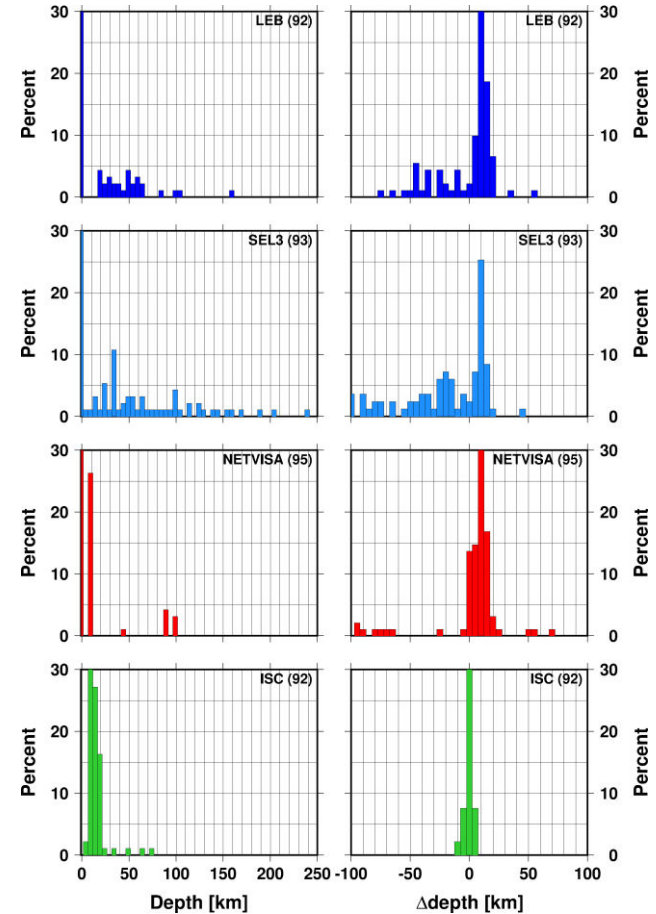 LEB (92)
LEB (92)
30
20
10
0
Percent
30
20
10
0
Percent
SEL3 (93)
SEL3 (93)
30
20
10
0
Percent
30
20
10
0
Percent
NETVISA (95)
NETVISA (95)
30
20
10
0
Percent
30
20
10
0
Percent
ISC (92)
ISC (92)
30
20
10
0
Percent
30
20
10
0
Percent
0 50 100 150 200 250
-100 -50 0 50 100
Depth [km]
Δdepth [km]